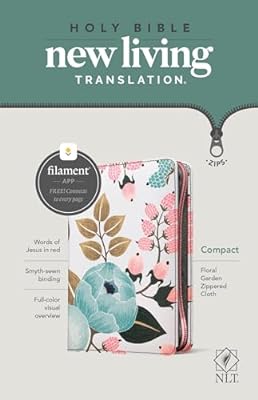 HOLY BIBLE
new living
TRANSLATION®
ZIPS
filament®
APP
FREE! Connects
to every page
Words of
Jesus in red
Smyth-sewn
binding
Full-color
visual
overview
Compact
Floral
Garden
Zippered
Cloth
NLT